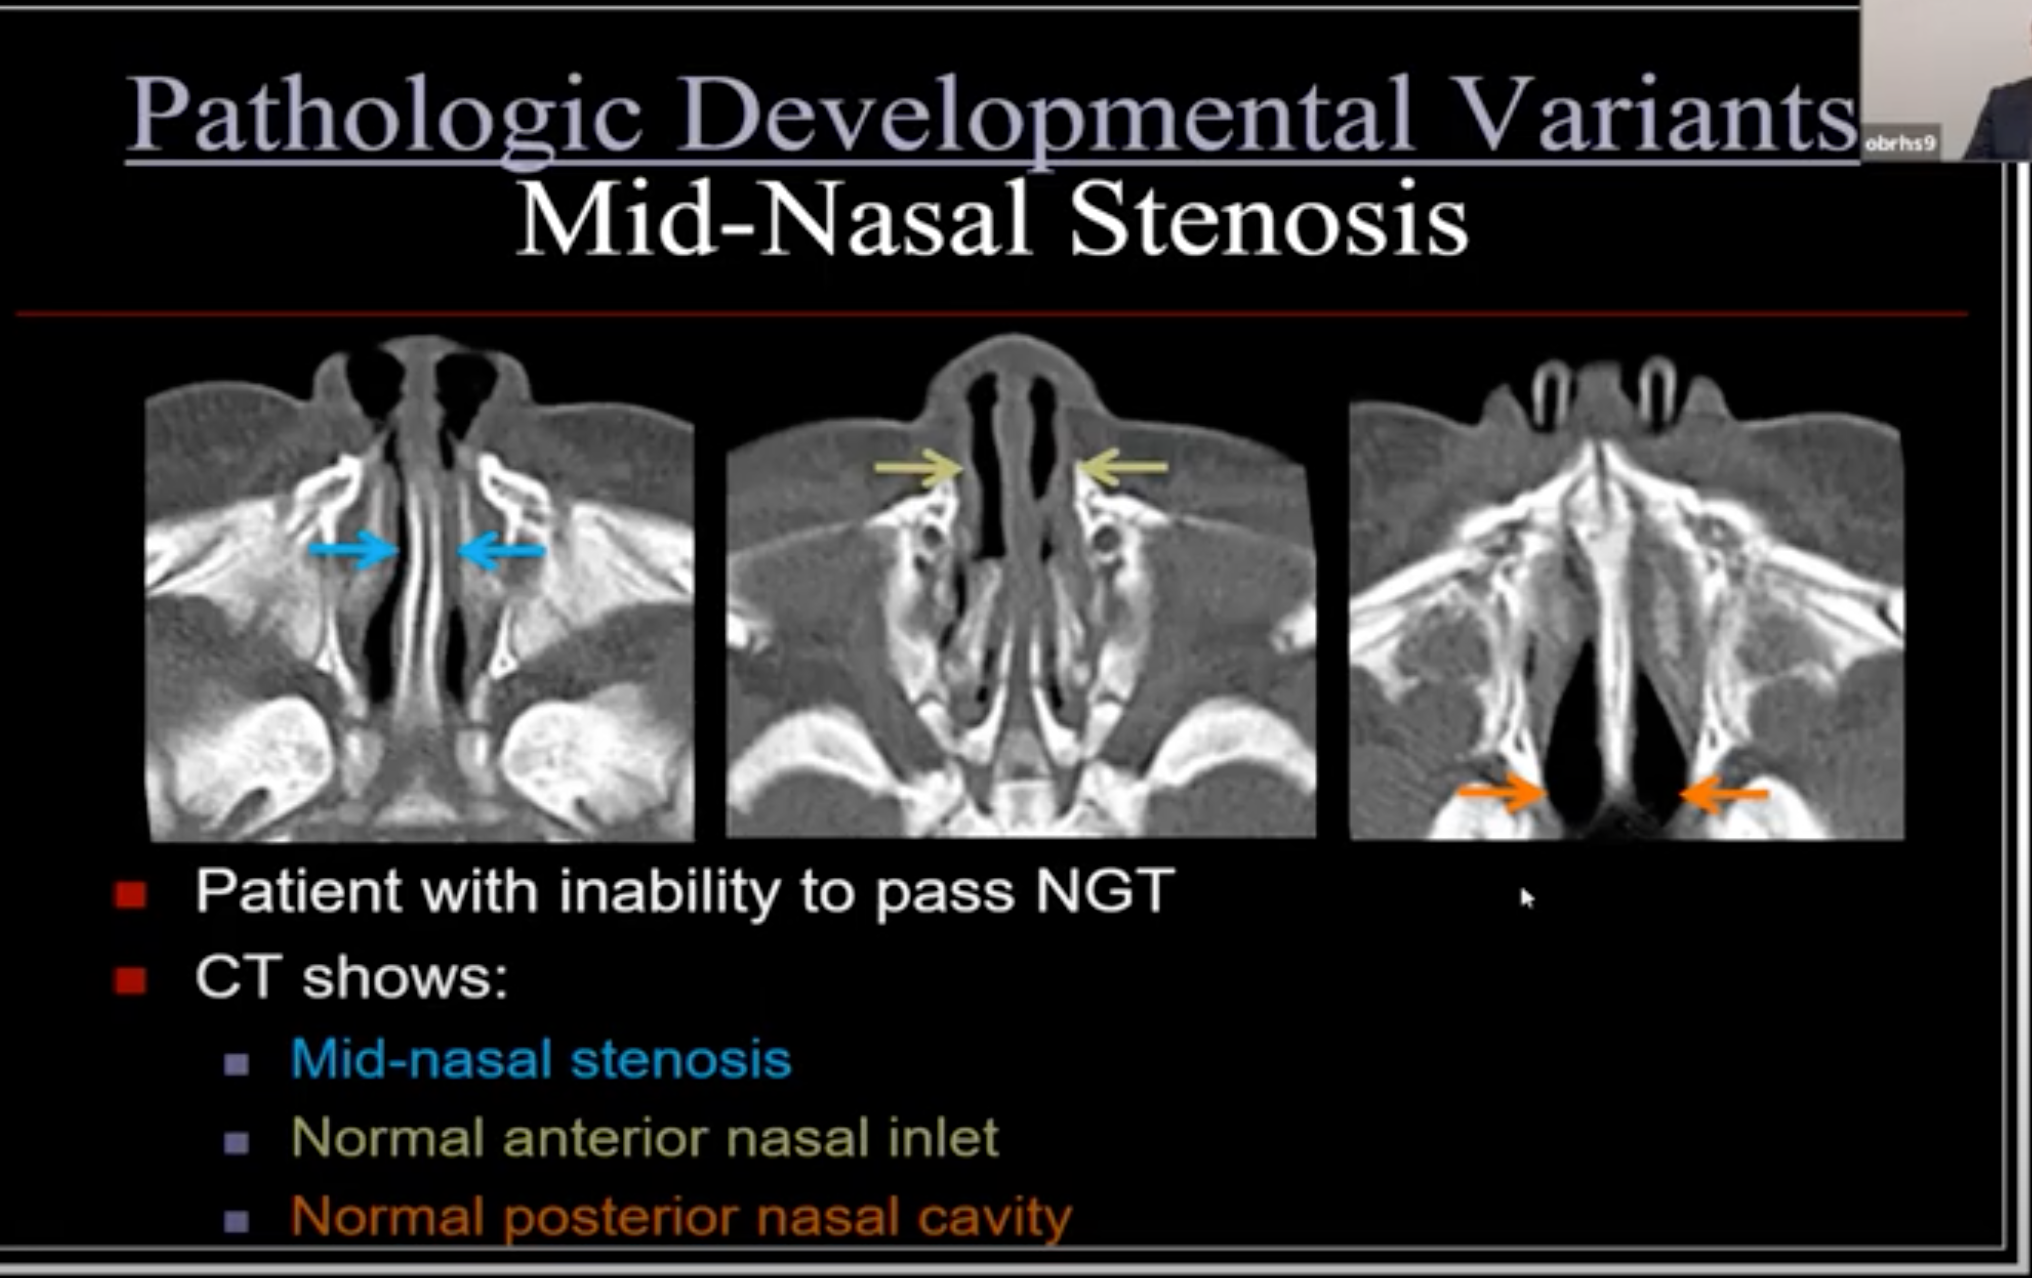 Pathologic Developmental Variants
obrhs9
Mid-Nasal Stenosis
Patient with inability to pass NGT
CT shows:
Mid-nasal stenosis
Normal anterior nasal inlet
Normal posterior nasal cavity